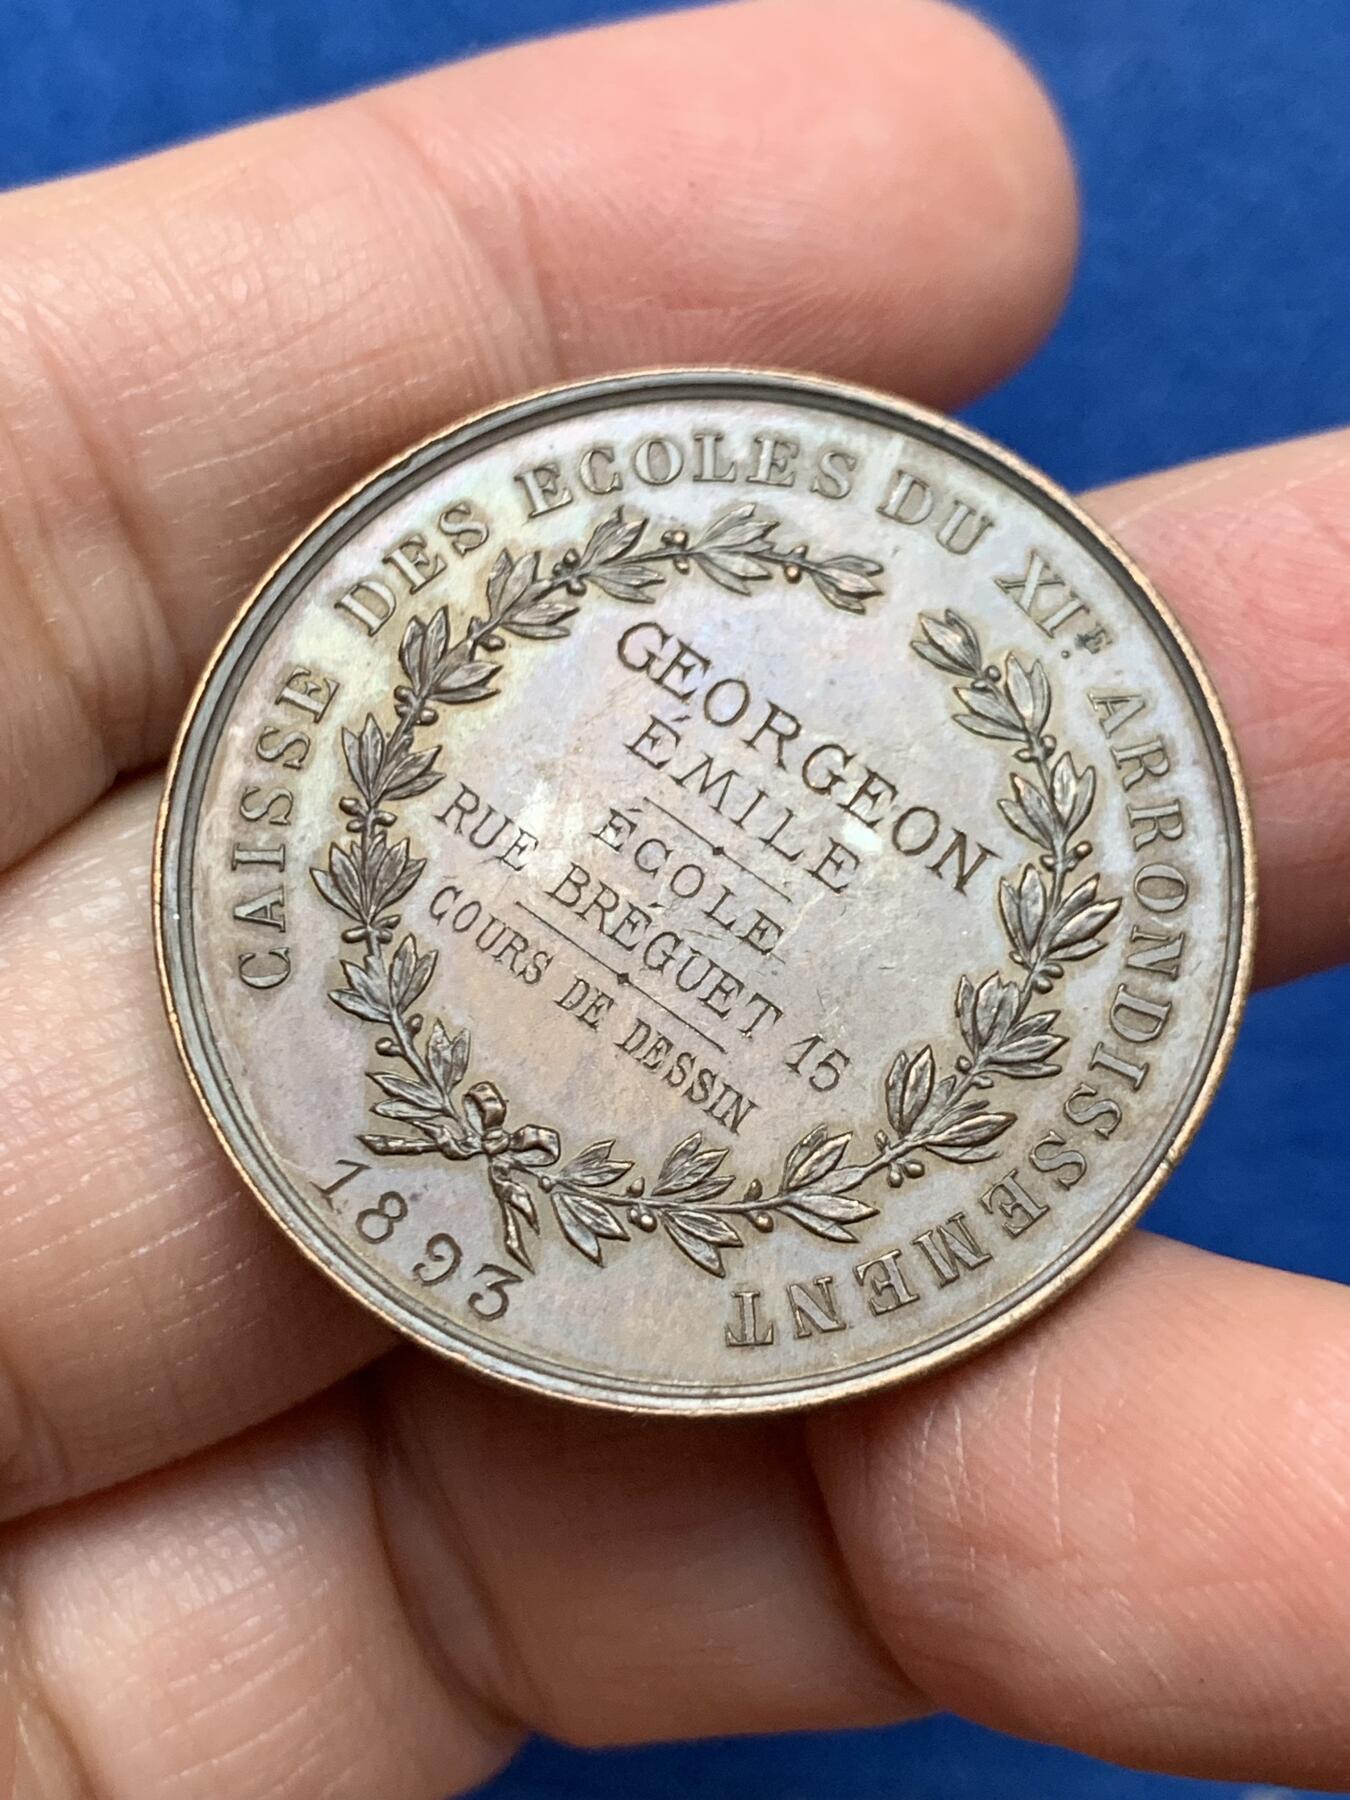 CAISSE DES ECOLES DU XIE. ARRONDISSEMENT
GEORGEON
ÉMILE
ÉCOLE
RUE BRÉGUET 15
COURS DE DESSIN
1893